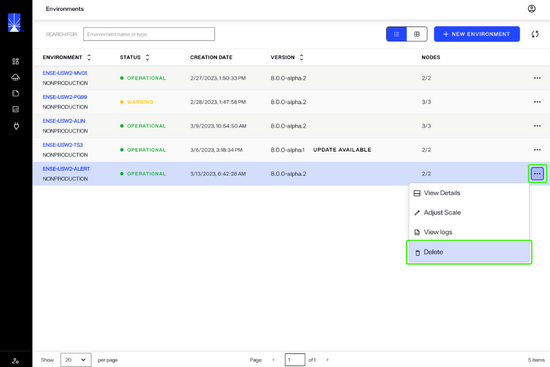 Environments
SEARCH FOR Environment name or type NEW ENVIRONMENT
ENVIRONMENT STATUS CREATION DATE VERSION NODES
ENSE-USW2-MV01
NONPRODUCTION OPERATIONAL 2/27/2023, 1:50:33 PM 8.0.0-alpha.2 2/2
ENSE-USW2-PG99
NONPRODUCTION WARNING 2/28/2023, 1:47:58 PM 8.0.0-alpha.2 3/3
ENSE-USW2-ALIN
NONPRODUCTION OPERATIONAL 3/9/2023, 10:54:50 AM 8.0.0-alpha.2 3/3
ENSE-USW2-TS3
NONPRODUCTION OPERATIONAL 3/6/2023, 3:18:34 PM 8.0.0-alpha.1 UPDATE AVAILABLE 2/2
ENSE-USW2-ALERT
NONPRODUCTION OPERATIONAL 3/13/2023, 6:42:28 AM 8.0.0-alpha.2 2/2
View Details
Adjust Scale
View logs
Delete
Show 20 per page Page 1 of 1 5 items